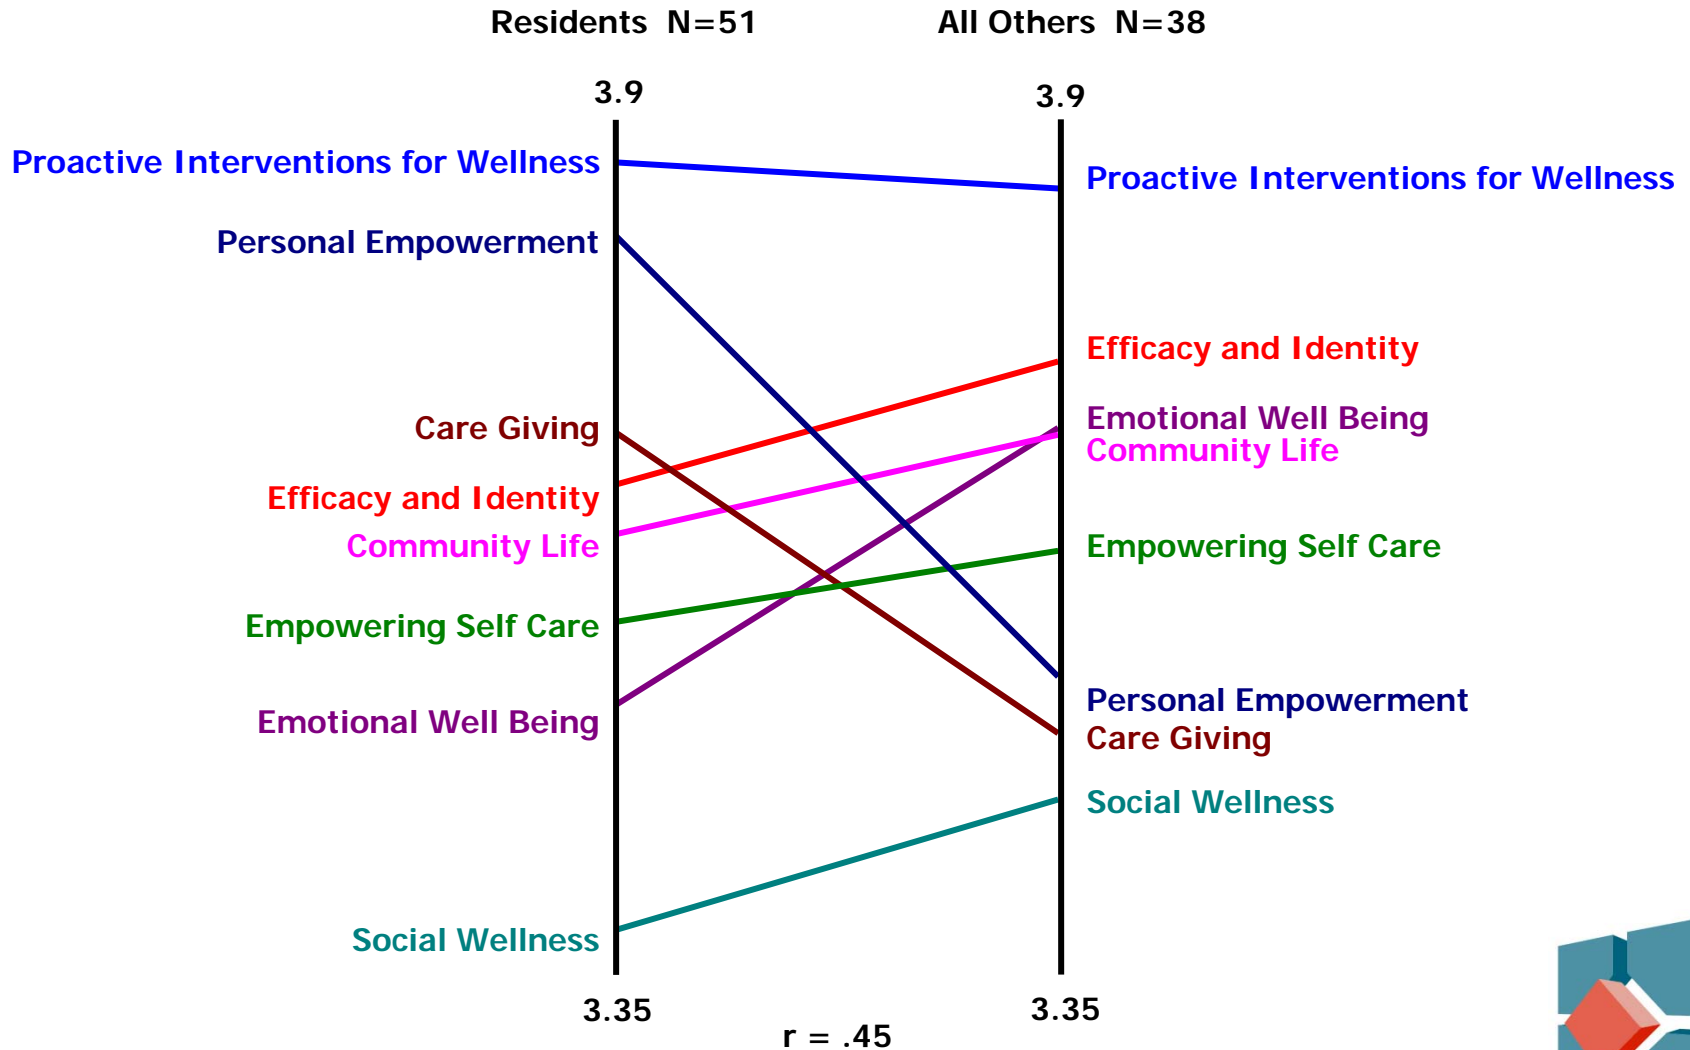 Residents N=51
All Others N=38
3.9
3.9
Proactive Interventions for Wellness
Proactive Interventions for Wellness
Personal Empowerment
Efficacy and Identity
Care Giving
Emotional Well Being
Community Life
Efficacy and Identity
Community Life
Empowering Self Care
Empowering Self Care
Emotional Well Being
Personal Empowerment
Care Giving
Social Wellness
Social Wellness
3.35
3.35
r = .45